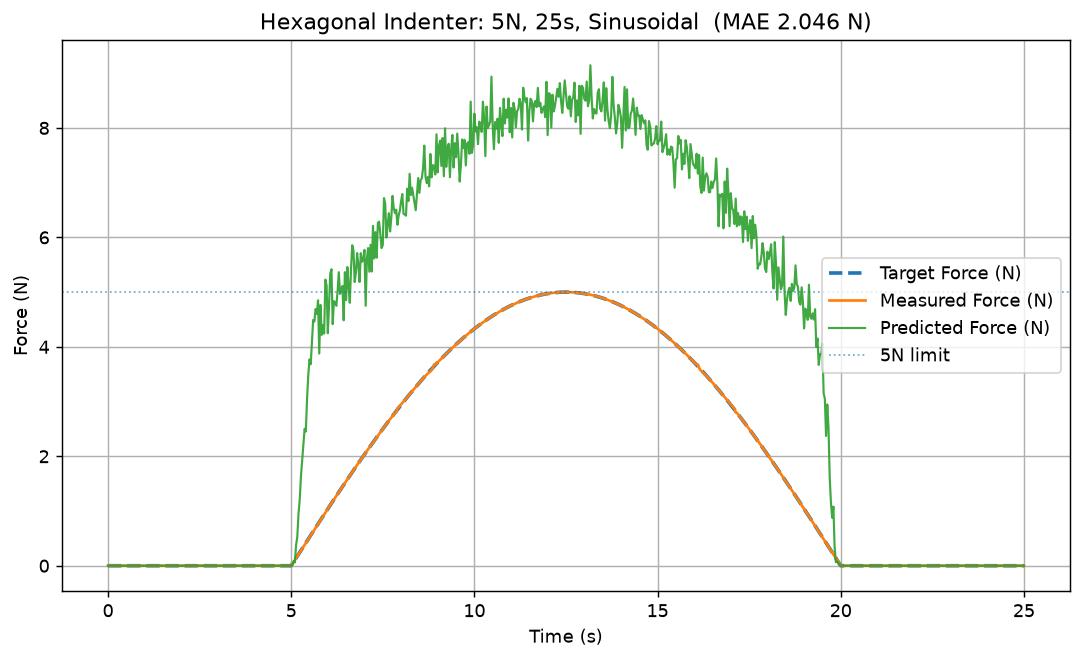 Hexagonal Indenter: 5N, 25s, Sinusoidal  (MAE 2.046 N)
Force (N)
8
6
4
2
0
Target Force (N)
Measured Force (N)
Predicted Force (N)
5N limit
0 5 10 15 20 25
Time (s)